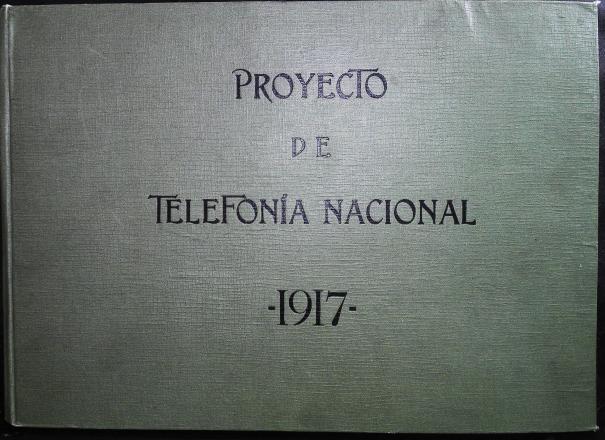 PROYECTO
DE
TELEFONÍA NACIONAL
-1917-